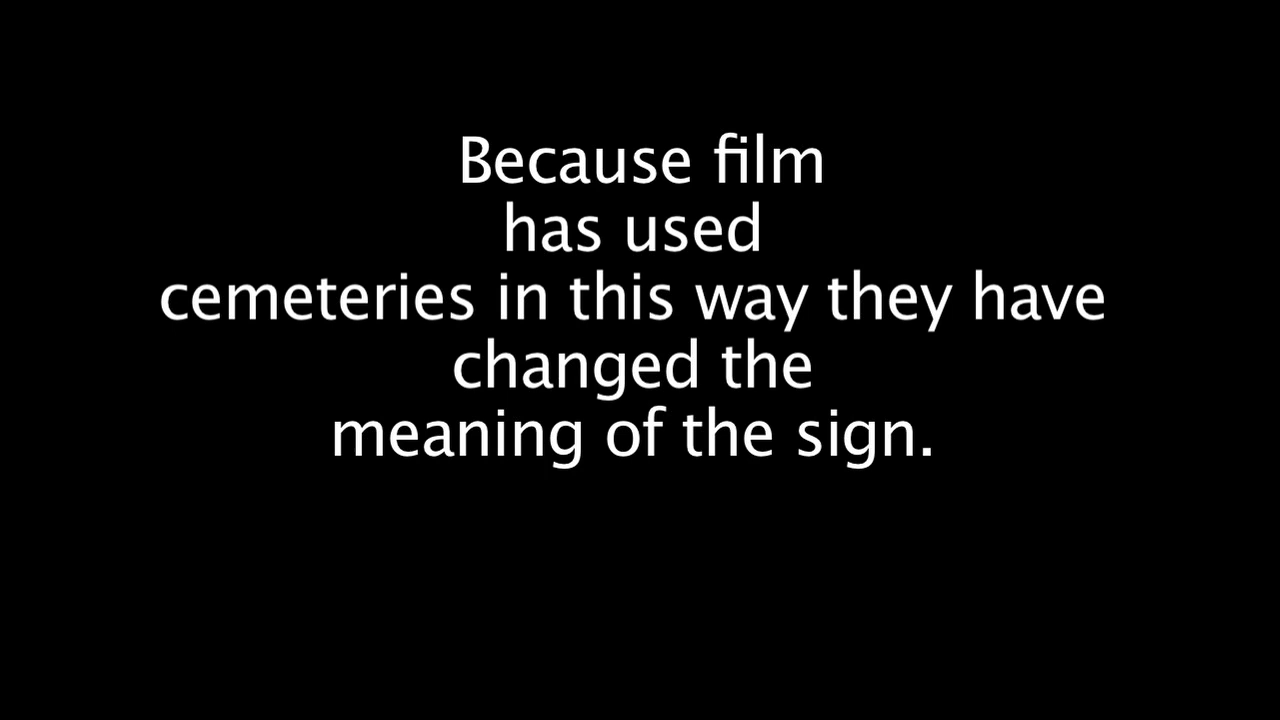 Because film
has used
cemeteries in this way they have
changed the
meaning of the sign.